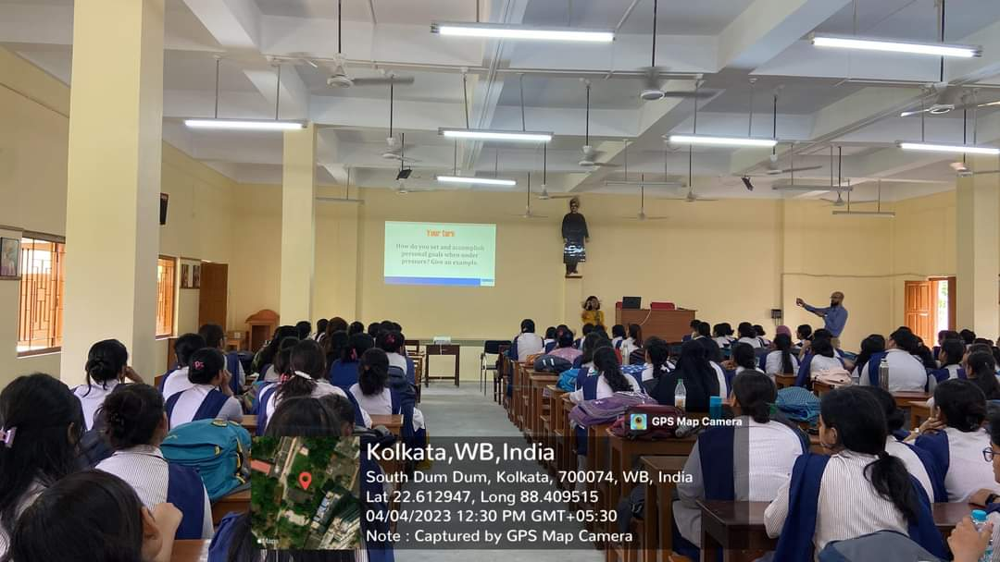 Your turn
How do you set and accomplish
personal goals when under
pressure? Give an example.
GPS Map Camera
Kolkata,WB,India
South Dum Dum, Kolkata, 700074, WB, India
Lat 22.612947, Long 88.409515
04/04/2023 12:30 PM GMT+05:30
Note : Captured by GPS Map Camera
Maps